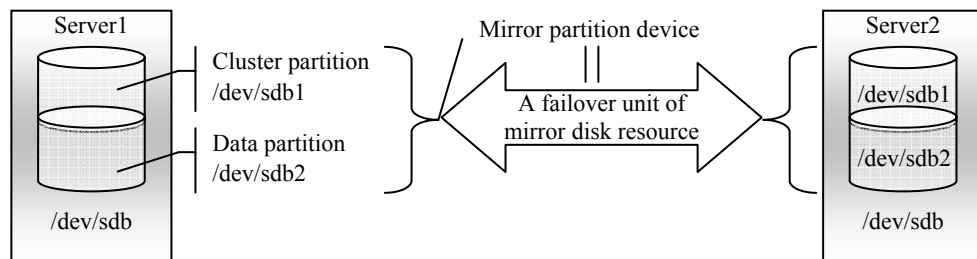 Server1
Cluster partition
/dev/sdb1
Data partition
/dev/sdb2
/dev/sdb
Mirror partition device
A failover unit of
mirror disk resource
Server2
/dev/sdb1
/dev/sdb2
/dev/sdb